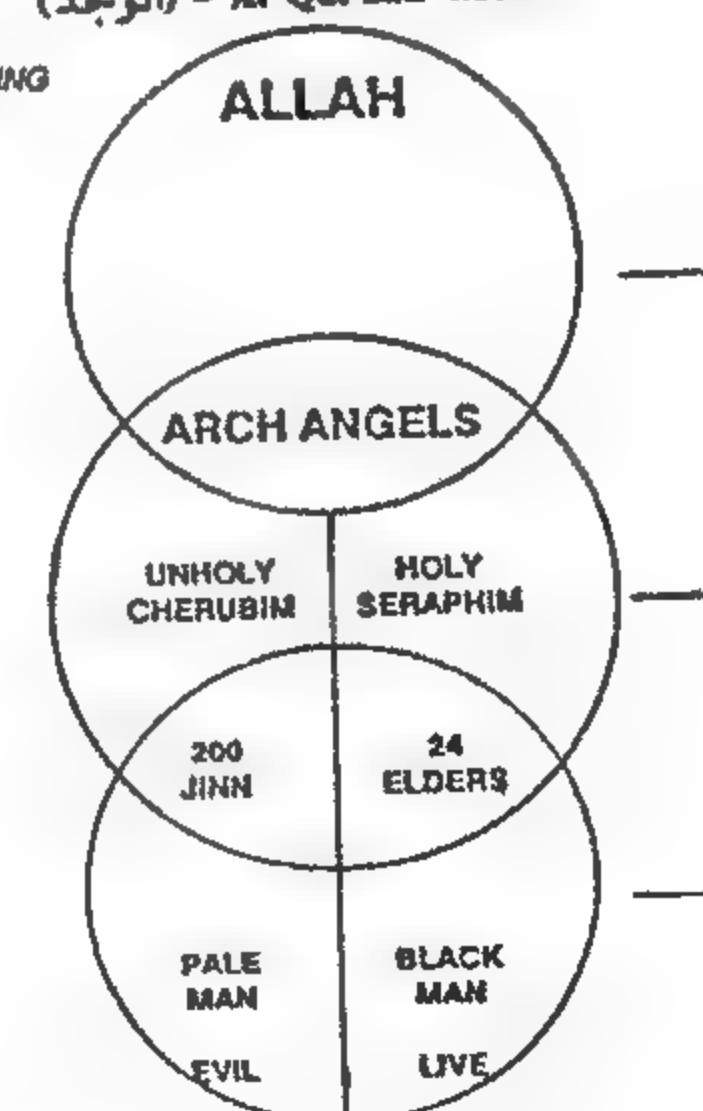 ALLAH
ARCH ANGELS
UNHOLY
CHERUBIM
HOLY
SERAPHIM
200
JINN
24
ELDERS
PALE
MAN
BLACK
MAN
EVIL
LIVE